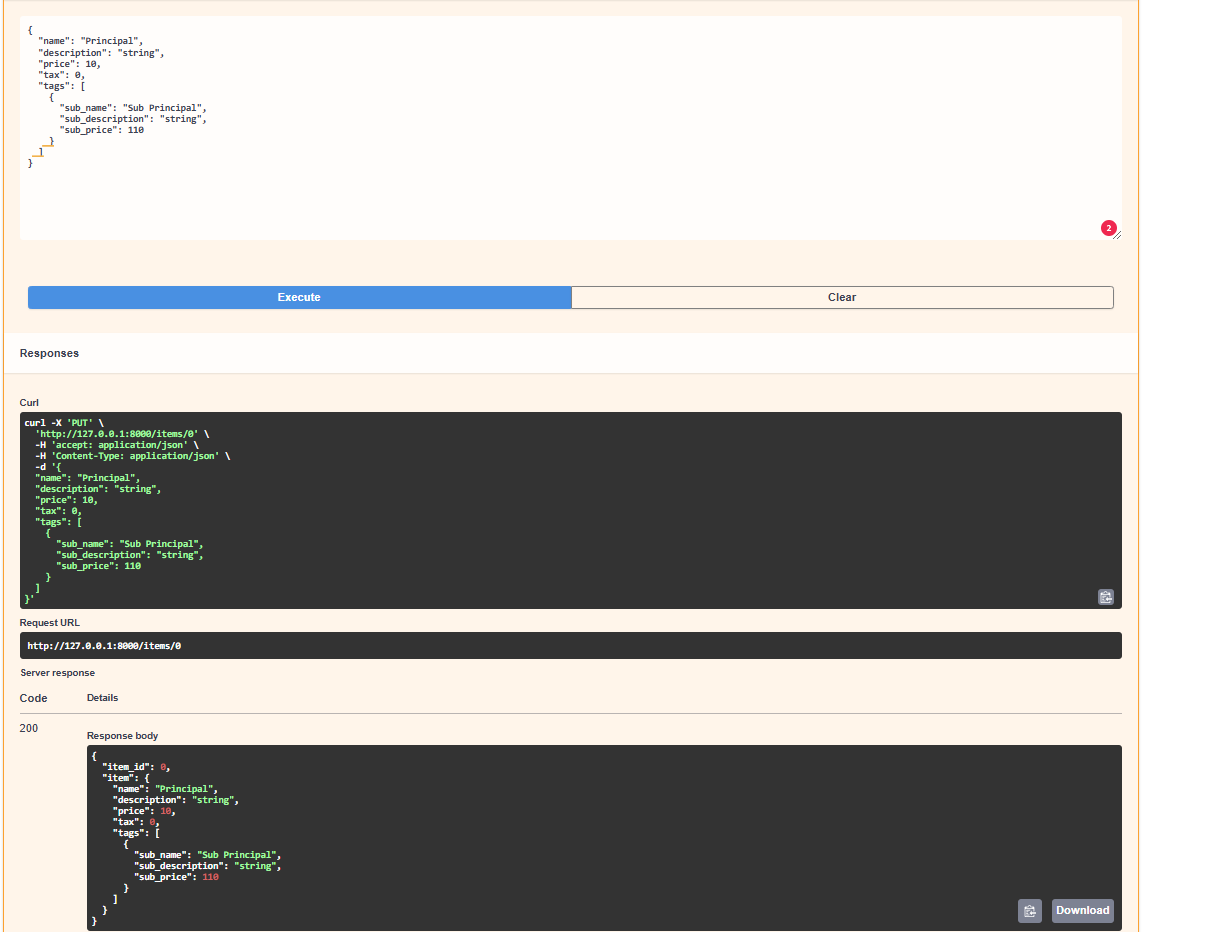 {
  "name": "Principal",
  "description": "string",
  "price": 10,
  "tax": 0,
  "tags": [
    {
      "sub_name": "Sub Principal",
      "sub_description": "string",
      "sub_price": 110
    }
  ]
}
2
Execute Clear
Responses
Curl
curl -X 'PUT' \
  'http://127.0.0.1:8000/items/0' \
  -H 'accept: application/json' \
  -H 'Content-Type: application/json' \
  -d '{
  "name": "Principal",
  "description": "string",
  "price": 10,
  "tax": 0,
  "tags": [
    {
      "sub_name": "Sub Principal",
      "sub_description": "string",
      "sub_price": 110
    }
  ]
}'
Request URL
http://127.0.0.1:8000/items/0
Server response
Code Details
200
Response body
{
  "item_id": 0,
  "item": {
    "name": "Principal",
    "description": "string",
    "price": 10,
    "tax": 0,
    "tags": [
      {
        "sub_name": "Sub Principal",
        "sub_description": "string",
        "sub_price": 110
      }
    ]
  }
}
Download